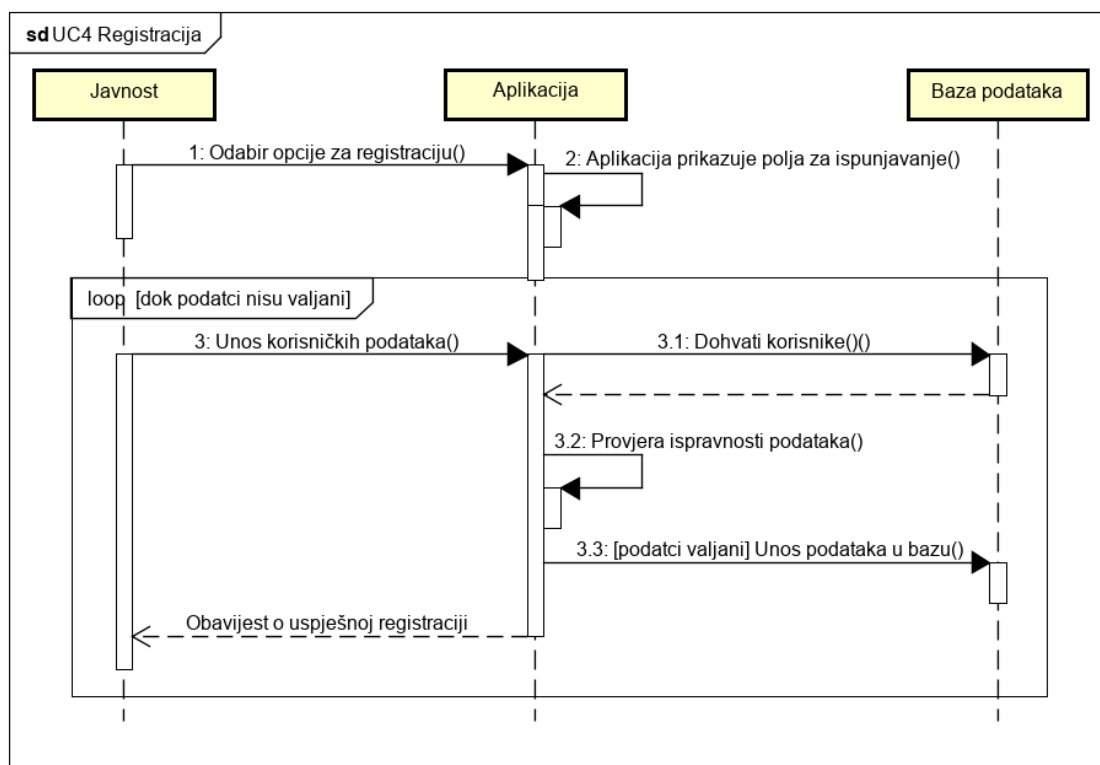 sd UC4 Registracija
Javnost
Aplikacija
Baza podataka
1: Odabir opcije za registraciju()
2: Aplikacija prikazuje polja za ispunjavanje()
loop [dok podatci nisu valjani]
3: Unos korisničkih podataka()
3.1: Dohvati korisnike()()
3.2: Provjera ispravnosti podataka()
3.3: [podatci valjani] Unos podataka u bazu()
Obavijest o uspješnoj registraciji